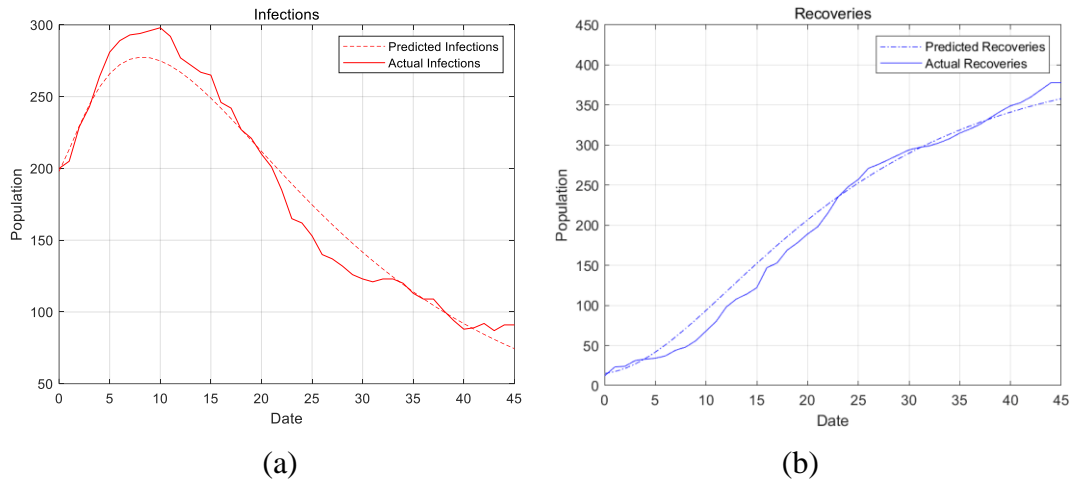 Infections
300
250
200
150
100
50
Population
Predicted Infections
Actual Infections
0 5 10 15 20 25 30 35 40 45
Date
(a)
Recoveries
450
400
350
300
250
200
150
100
50
0
Population
Predicted Recoveries
Actual Recoveries
0 5 10 15 20 25 30 35 40 45
Date
(b)